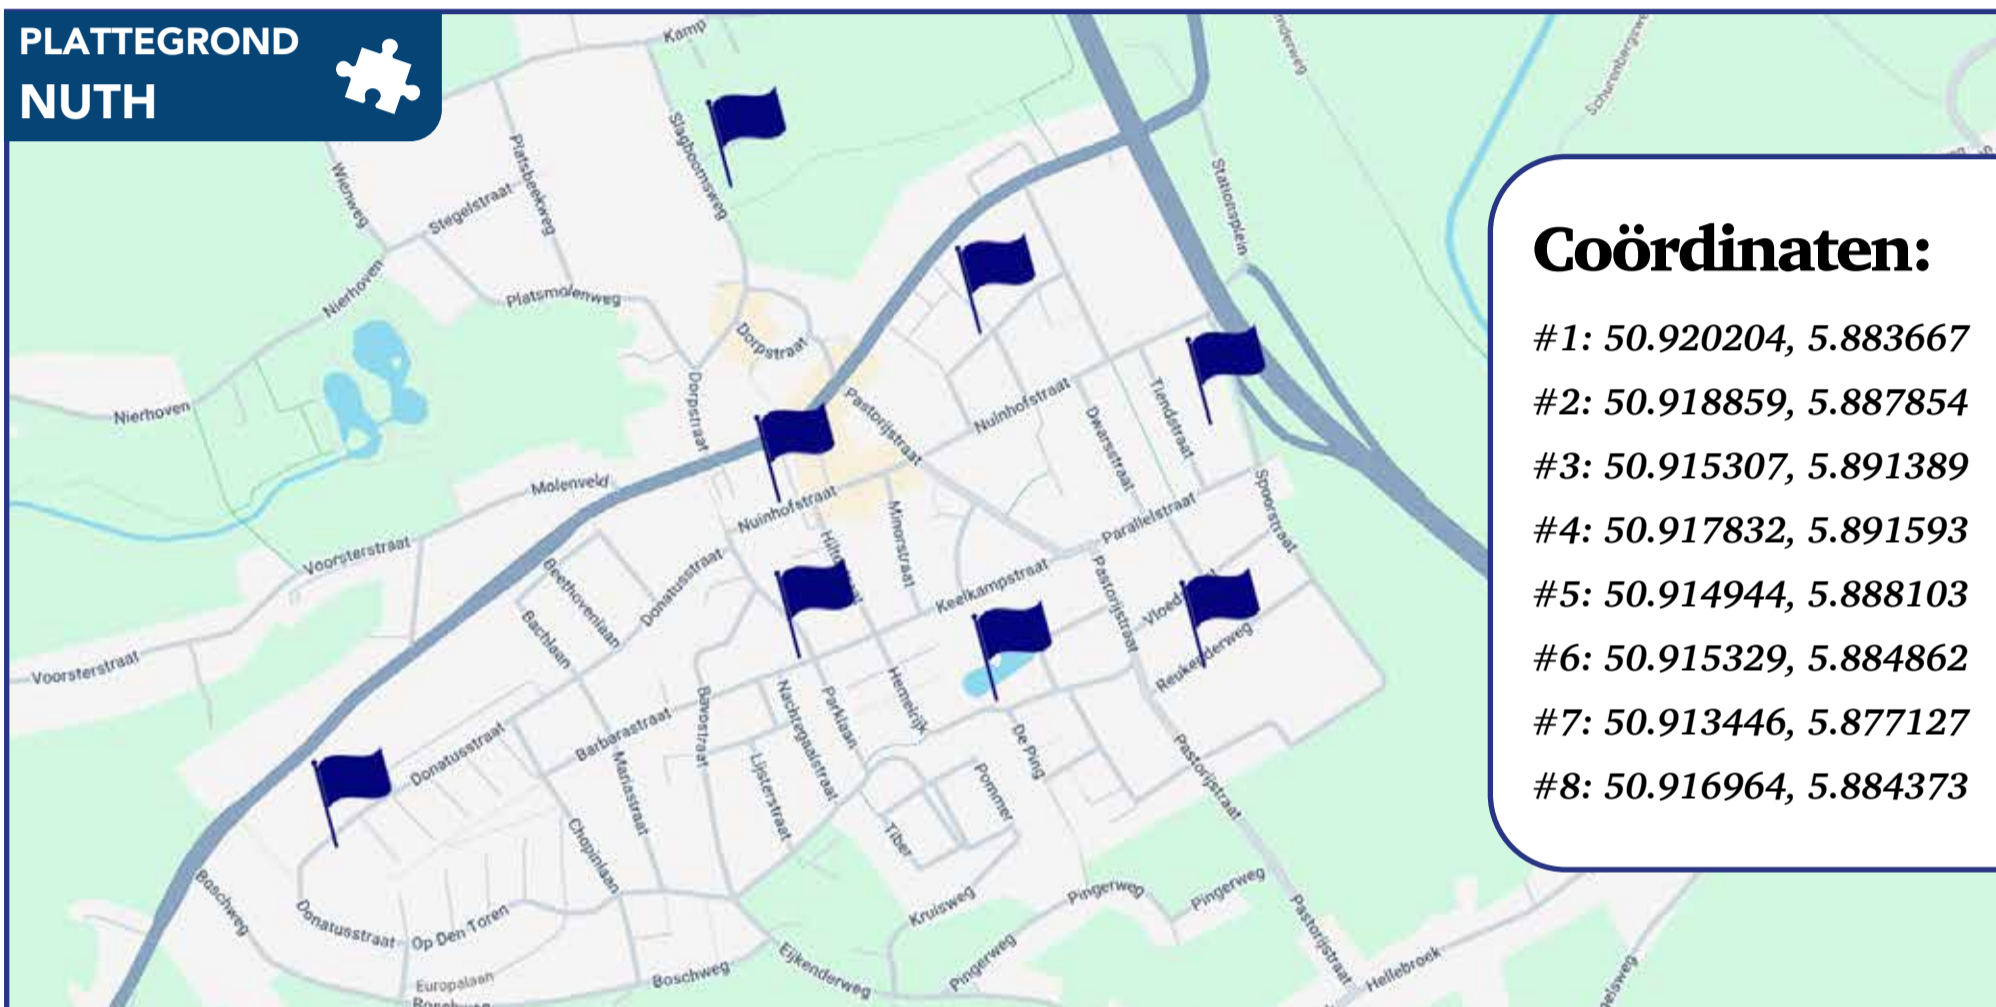 PLATTEGROND
NUTH
Kamp
Slagboomsweg
Platsbeekweg
Wienweg
Stegelstraat
Nierhoven
Platsmolenweg
Dorpstraat
Dorpstraat
Nierhoven
Molenveld
Voorsterstraat
Voorsterstraat
Pastorijstraat
Nuinhofstraat
Nuinhofstraat
Dwarsstraat
Tiendstraat
Stationsplein
Spoorstraat
Parallelstraat
Minorstraat
Keelkampstraat
Pastorijstraat
Reukenderweg
Beethovenlaan
Bachlaan
Donatusstraat
Donatusstraat
Barbarastraat
Bavostraat
Mariastraat
Chopinlaan
Lijsterstraat
Nachtegaalstraat
Parklaan
Hemelrijk
De Ping
Pommer
Tiber
Pastorijstraat
Boschweg
Donatusstraat
Op Den Toren
Europalaan
Boschweg
Boschweg
Eijkenderweg
Kruisweg
Pingerweg
Pingerweg
Pingerweg
Pastorijstraat
Hellebroek
Coördinaten:
#1: 50.920204, 5.883667
#2: 50.918859, 5.887854
#3: 50.915307, 5.891389
#4: 50.917832, 5.891593
#5: 50.914944, 5.888103
#6: 50.915329, 5.884862
#7: 50.913446, 5.877127
#8: 50.916964, 5.884373